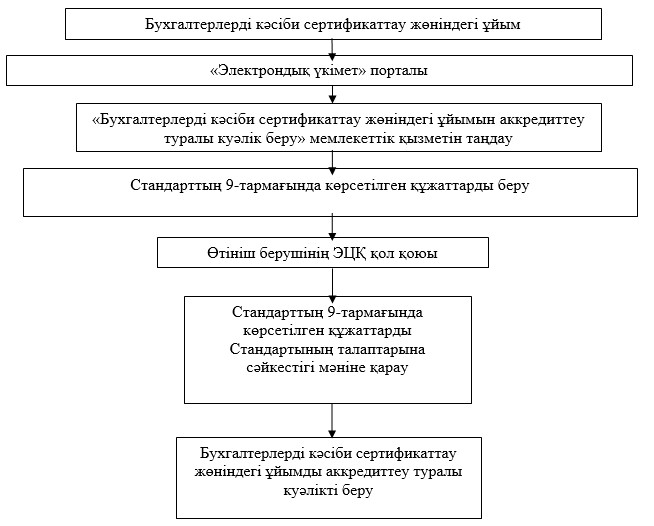 Бухгалтерлерді кәсіби сертификаттау жөніндегі ұйым
«Электрондық үкімет» порталы
«Бухгалтерлерді кәсіби сертификаттау жөніндегі ұйымын аккредиттеу
туралы куәлік беру» мемлекеттік қызметін таңдау
Стандарттың 9-тармағында көрсетілген құжаттарды беру
Өтініш берушінің ЭЦҚ қол қоюы
Стандарттың 9-тармағында
көрсетілген құжаттарды
Стандартының талаптарына
сәйкестігі мәніне қарау
Бухгалтерлерді кәсіби сертификаттау
жөніндегі ұйымды аккредиттеу туралы
куәлікті беру